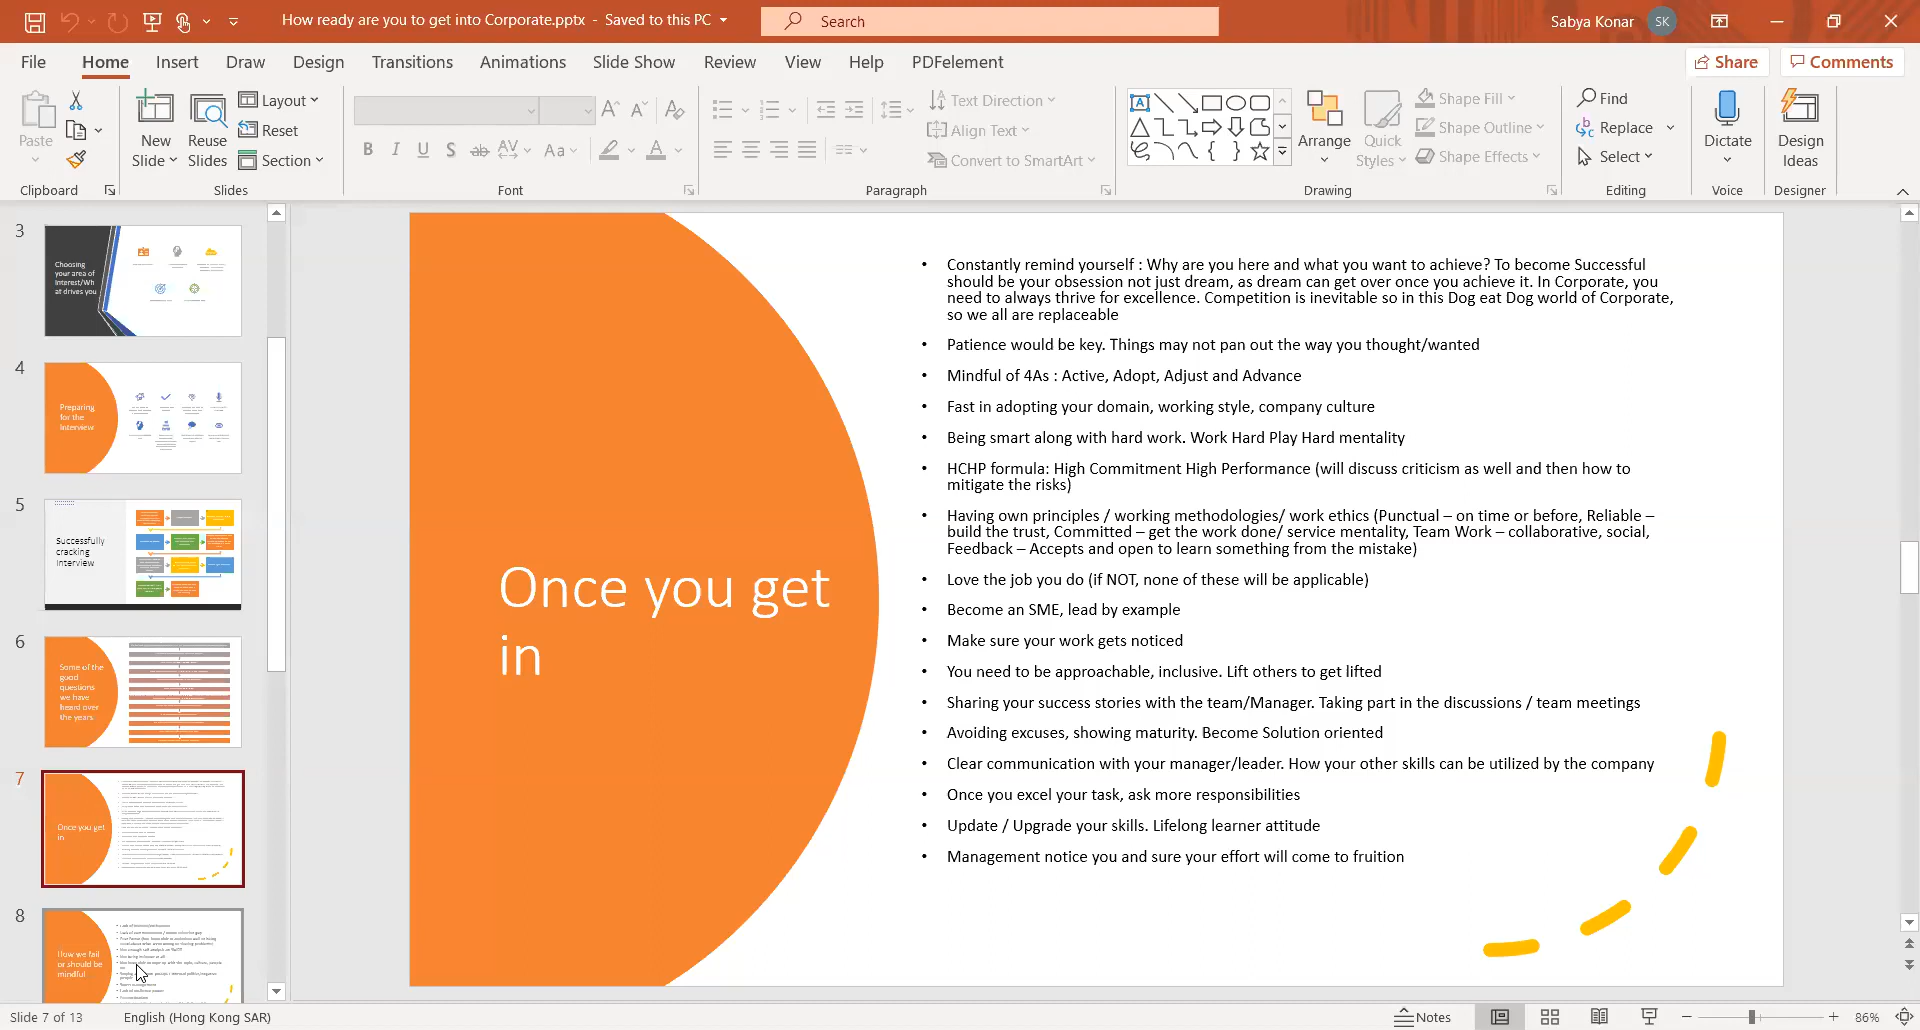 How ready are you to get into Corporate.pptx - Saved to this PC
Search
Sabya Konar
SK
File Home Insert Draw Design Transitions Animations Slide Show Review View Help PDFelement
Share
Comments
Paste
New Slide
Reuse Slides
Layout
Reset
Section
B I U S ab AV Aa A
Text Direction
Align Text
Convert to SmartArt
Arrange
Quick Styles
Shape Fill
Shape Outline
Shape Effects
Find
Replace
Select
Dictate
Design Ideas
Clipboard
Slides
Font
Paragraph
Drawing
Editing
Voice
Designer
3
Choosing
your area of
Interest/Wh
at drives you
4
Preparing
for the
Interview
5
Successfully
cracking
Interview
6
Some of the
good
questions
we have
heard over
the years
7
Once you get
in
8
How we fail
or should be
mindful
Once you get
in
• Constantly remind yourself : Why are you here and what you want to achieve? To become Successful
should be your obsession not just dream, as dream can get over once you achieve it. In Corporate, you
need to always thrive for excellence. Competition is inevitable so in this Dog eat Dog world of Corporate,
so we all are replaceable
• Patience would be key. Things may not pan out the way you thought/wanted
• Mindful of 4As : Active, Adopt, Adjust and Advance
• Fast in adopting your domain, working style, company culture
• Being smart along with hard work. Work Hard Play Hard mentality
• HCHP formula: High Commitment High Performance (will discuss criticism as well and then how to
mitigate the risks)
• Having own principles / working methodologies/ work ethics (Punctual – on time or before, Reliable –
build the trust, Committed – get the work done/ service mentality, Team Work – collaborative, social,
Feedback – Accepts and open to learn something from the mistake)
• Love the job you do (if NOT, none of these will be applicable)
• Become an SME, lead by example
• Make sure your work gets noticed
• You need to be approachable, inclusive. Lift others to get lifted
• Sharing your success stories with the team/Manager. Taking part in the discussions / team meetings
• Avoiding excuses, showing maturity. Become Solution oriented
• Clear communication with your manager/leader. How your other skills can be utilized by the company
• Once you excel your task, ask more responsibilities
• Update / Upgrade your skills. Lifelong learner attitude
• Management notice you and sure your effort will come to fruition
Slide 7 of 13
English (Hong Kong SAR)
Notes
86%